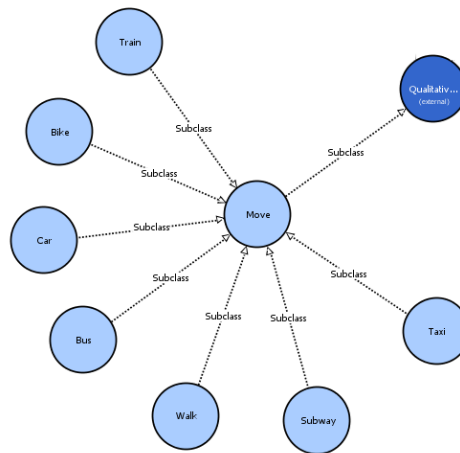 Train
Qualitativ...
(external)
Subclass
Bike
Subclass
Subclass
Move
Car
Subclass
Subclass
Subclass
Subclass
Subclass
Bus
Taxi
Walk
Subway